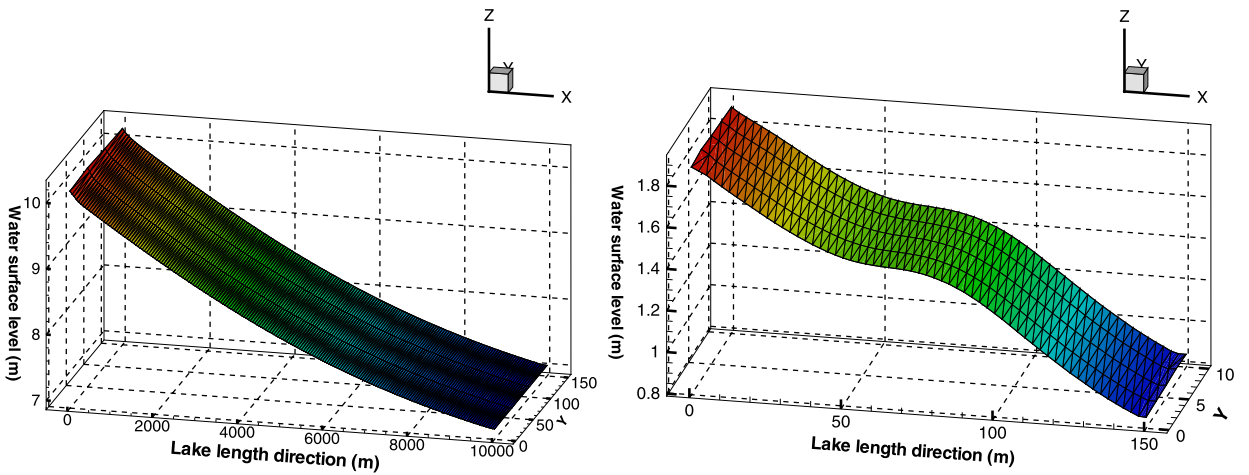 Z
Y
X
Water surface level (m)
10
9
8
7
0
2000
4000
6000
8000
10000
0
50
100
150
Y
Lake length direction (m)
Z
Y
X
Water surface level (m)
1.8
1.6
1.4
1.2
1
0.8
0
50
100
150
0
5
10
Y
Lake length direction (m)